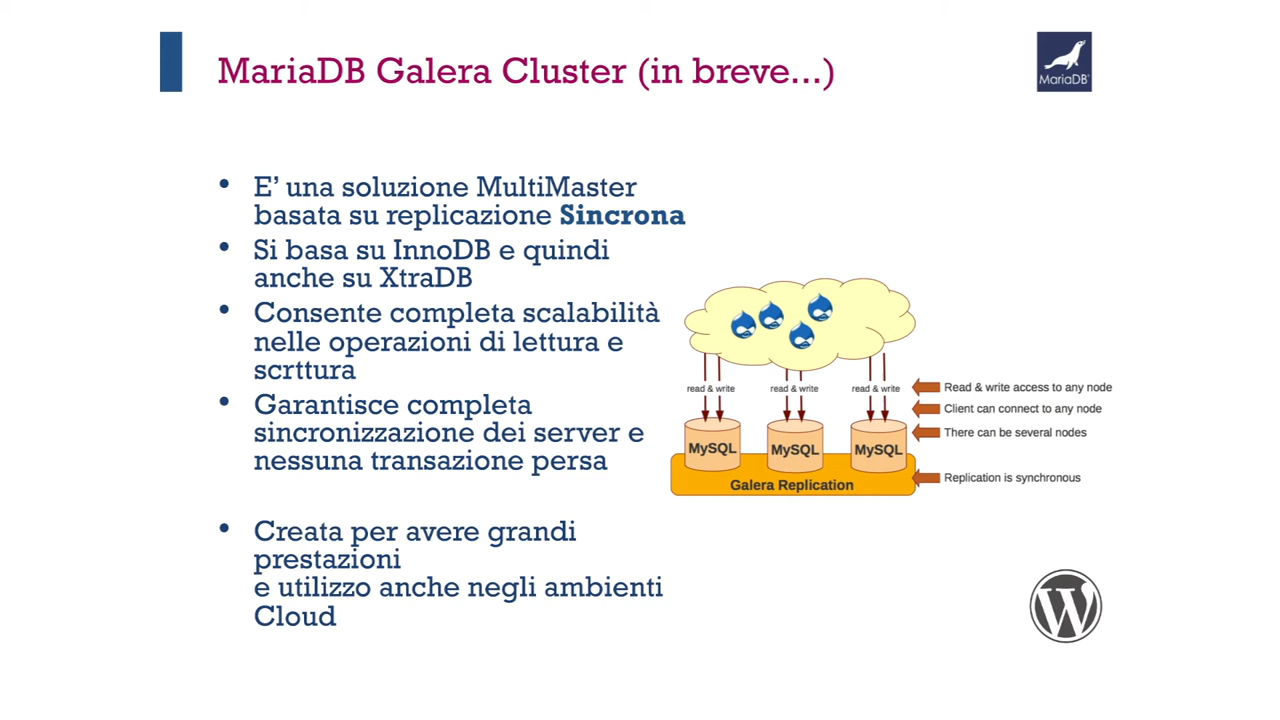 MariaDB Galera Cluster (in breve...)
MariaDB
• E' una soluzione MultiMaster
basata su replicazione Sincrona
• Si basa su InnoDB e quindi
anche su XtraDB
• Consente completa scalabilità
nelle operazioni di lettura e
scrttura
• Garantisce completa
sincronizzazione dei server e
nessuna transazione persa
• Creata per avere grandi
prestazioni
e utilizzo anche negli ambienti
Cloud
read & write
read & write
read & write
MySQL
MySQL
MySQL
Galera Replication
Read & write access to any node
Client can connect to any node
There can be several nodes
Replication is synchronous
W